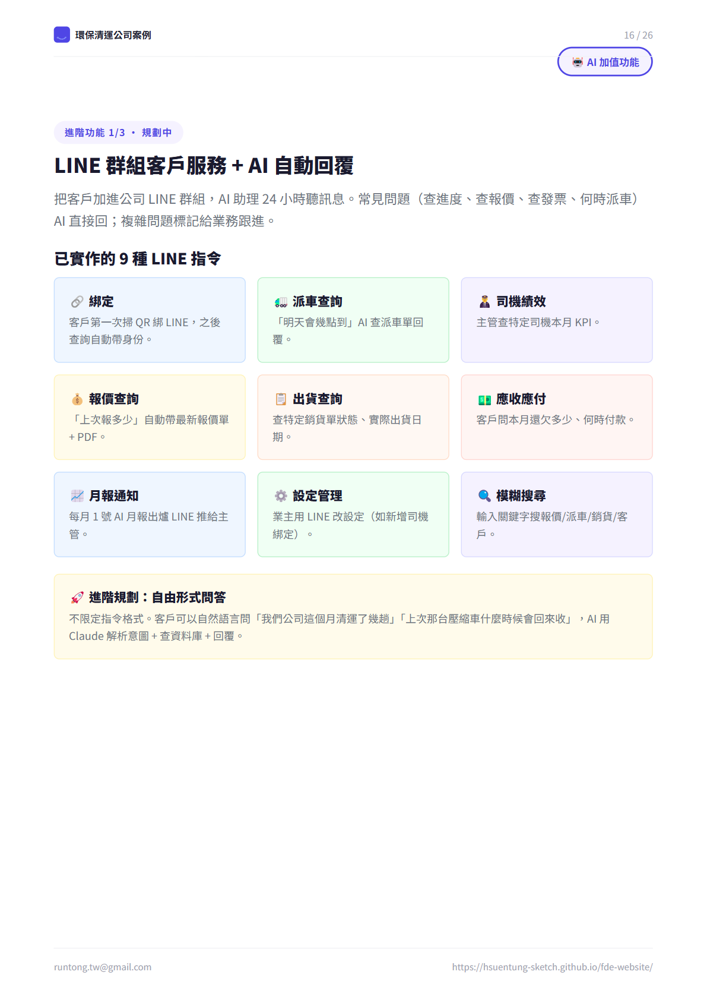 環保清運公司案例
16 / 26
🤖 AI 加值功能
進階功能 1/3 · 規劃中
LINE 群組客戶服務 + AI 自動回覆
把客戶加進公司 LINE 群組，AI 助理 24 小時聽訊息。常見問題（查進度、查報價、查發票、何時派車）
AI 直接回；複雜問題標記給業務跟進。
已實作的 9 種 LINE 指令
🔗 綁定
客戶第一次掃 QR 綁 LINE，之後
查詢自動帶身份。
🚛 派車查詢
「明天會幾點到」AI 查派車單回
覆。
👨‍✈️ 司機績效
主管查特定司機本月 KPI。
💰 報價查詢
「上次報多少」自動帶最新報價單
+ PDF。
📋 出貨查詢
查特定銷貨單狀態、實際出貨日
期。
💵 應收應付
客戶問本月還欠多少、何時付款。
📈 月報通知
每月 1 號 AI 月報出爐 LINE 推給主
管。
⚙️ 設定管理
業主用 LINE 改設定（如新增司機
綁定）。
🔍 模糊搜尋
輸入關鍵字搜報價/派車/銷貨/客
戶。
🚀 進階規劃：自由形式問答
不限定指令格式。客戶可以自然語言問「我們公司這個月清運了幾趟」「上次那台壓縮車什麼時候會回來收」，AI 用
Claude 解析意圖 + 查資料庫 + 回覆。
runtong.tw@gmail.com
https://hsuentung-sketch.github.io/fde-website/